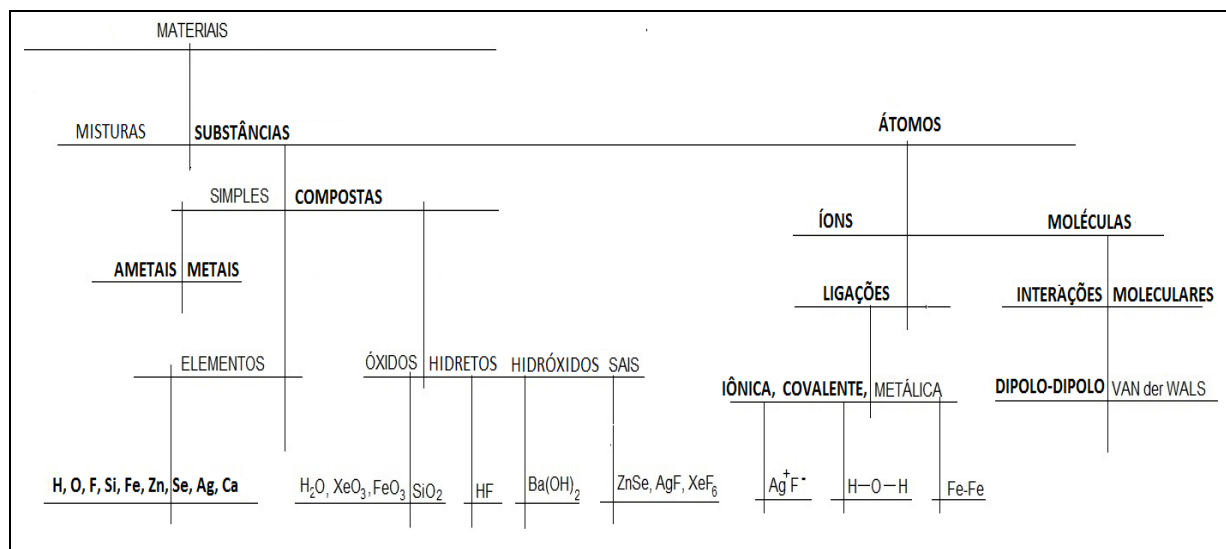 MATERIAIS
MISTURAS SUBSTÂNCIAS ÁTOMOS
SIMPLES COMPOSTAS
ÍONS MOLÉCULAS
AMETAIS METAIS
LIGAÇÕES INTERAÇÕES MOLECULARES
ELEMENTOS ÓXIDOS HIDRETOS HIDRÓXIDOS SAIS
IÔNICA, COVALENTE, METÁLICA DIPOLO-DIPOLO VAN der WALS
H, O, F, Si, Fe, Zn, Se, Ag, Ca H₂O, XeO₃, FeO₃ SiO₂ HF Ba(OH)₂ ZnSe, AgF, XeF₆ Ag⁺F⁻ H–O–H Fe-Fe